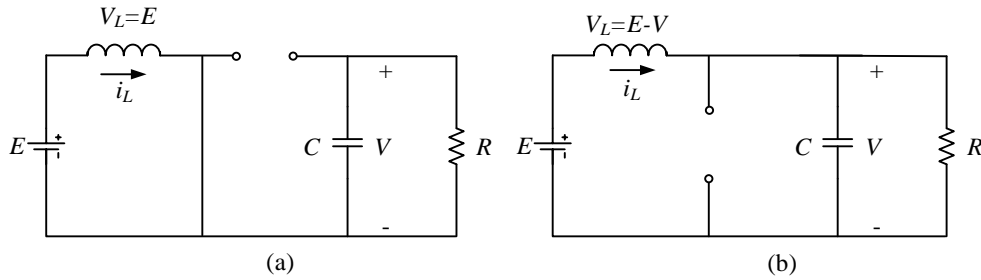 V_L=E
i_L
E
+
-
C
V
+
-
R
(a)
V_L=E-V
i_L
E
+
-
C
V
+
-
R
(b)